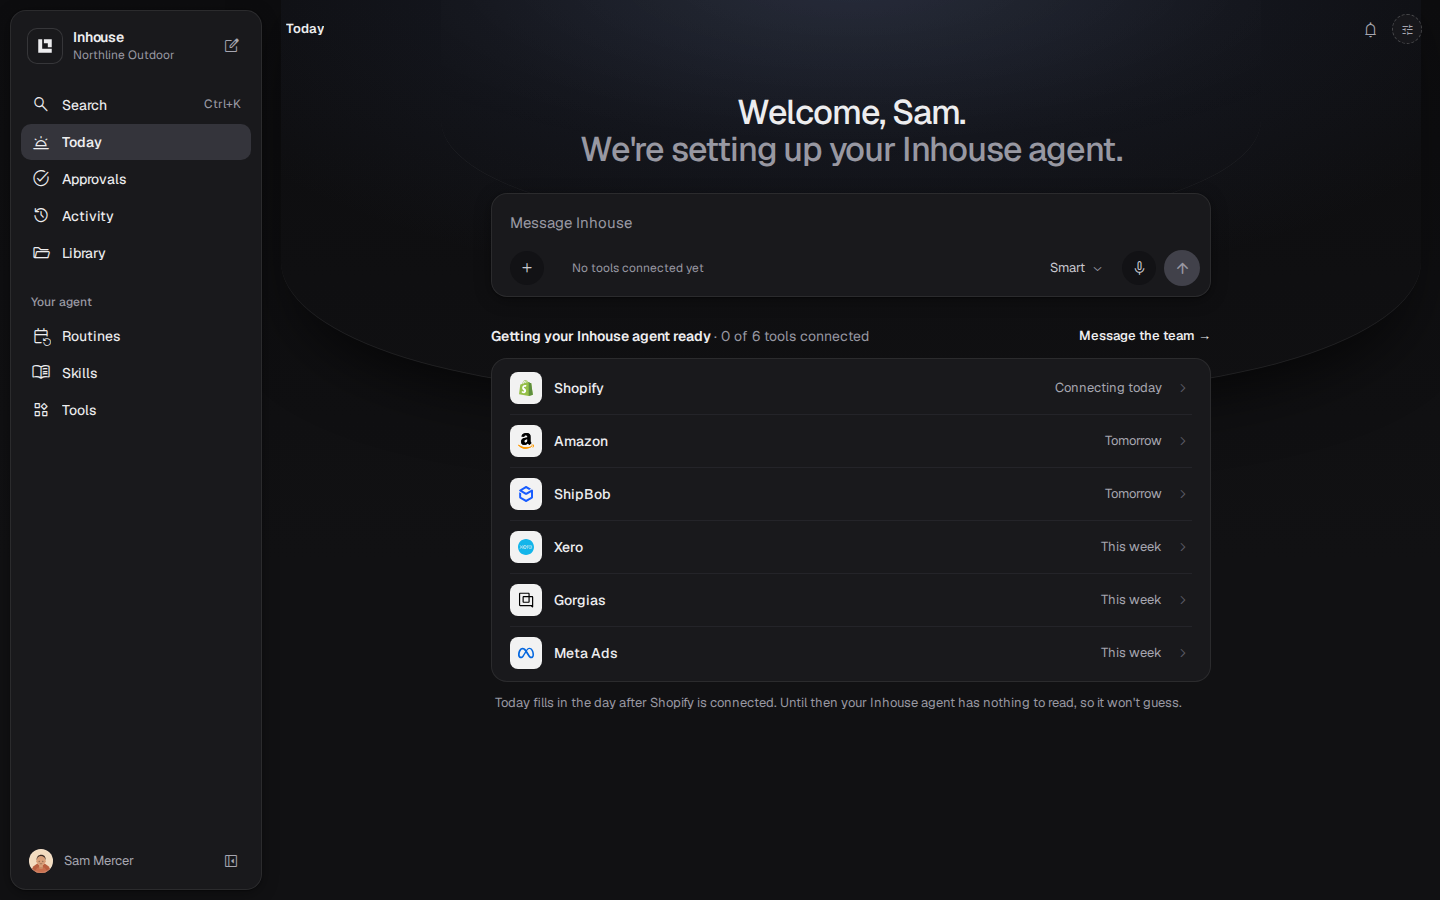 Inhouse
Northline Outdoor
Search Ctrl+K
Today
Approvals
Activity
Library
Your agent
Routines
Skills
Tools
Sam Mercer
Today
Welcome, Sam.
We're setting up your Inhouse agent.
Message Inhouse
No tools connected yet Smart
Getting your Inhouse agent ready · 0 of 6 tools connected Message the team →
Shopify Connecting today
Amazon Tomorrow
ShipBob Tomorrow
xero Xero This week
Gorgias This week
Meta Ads This week
Today fills in the day after Shopify is connected. Until then your Inhouse agent has nothing to read, so it won't guess.